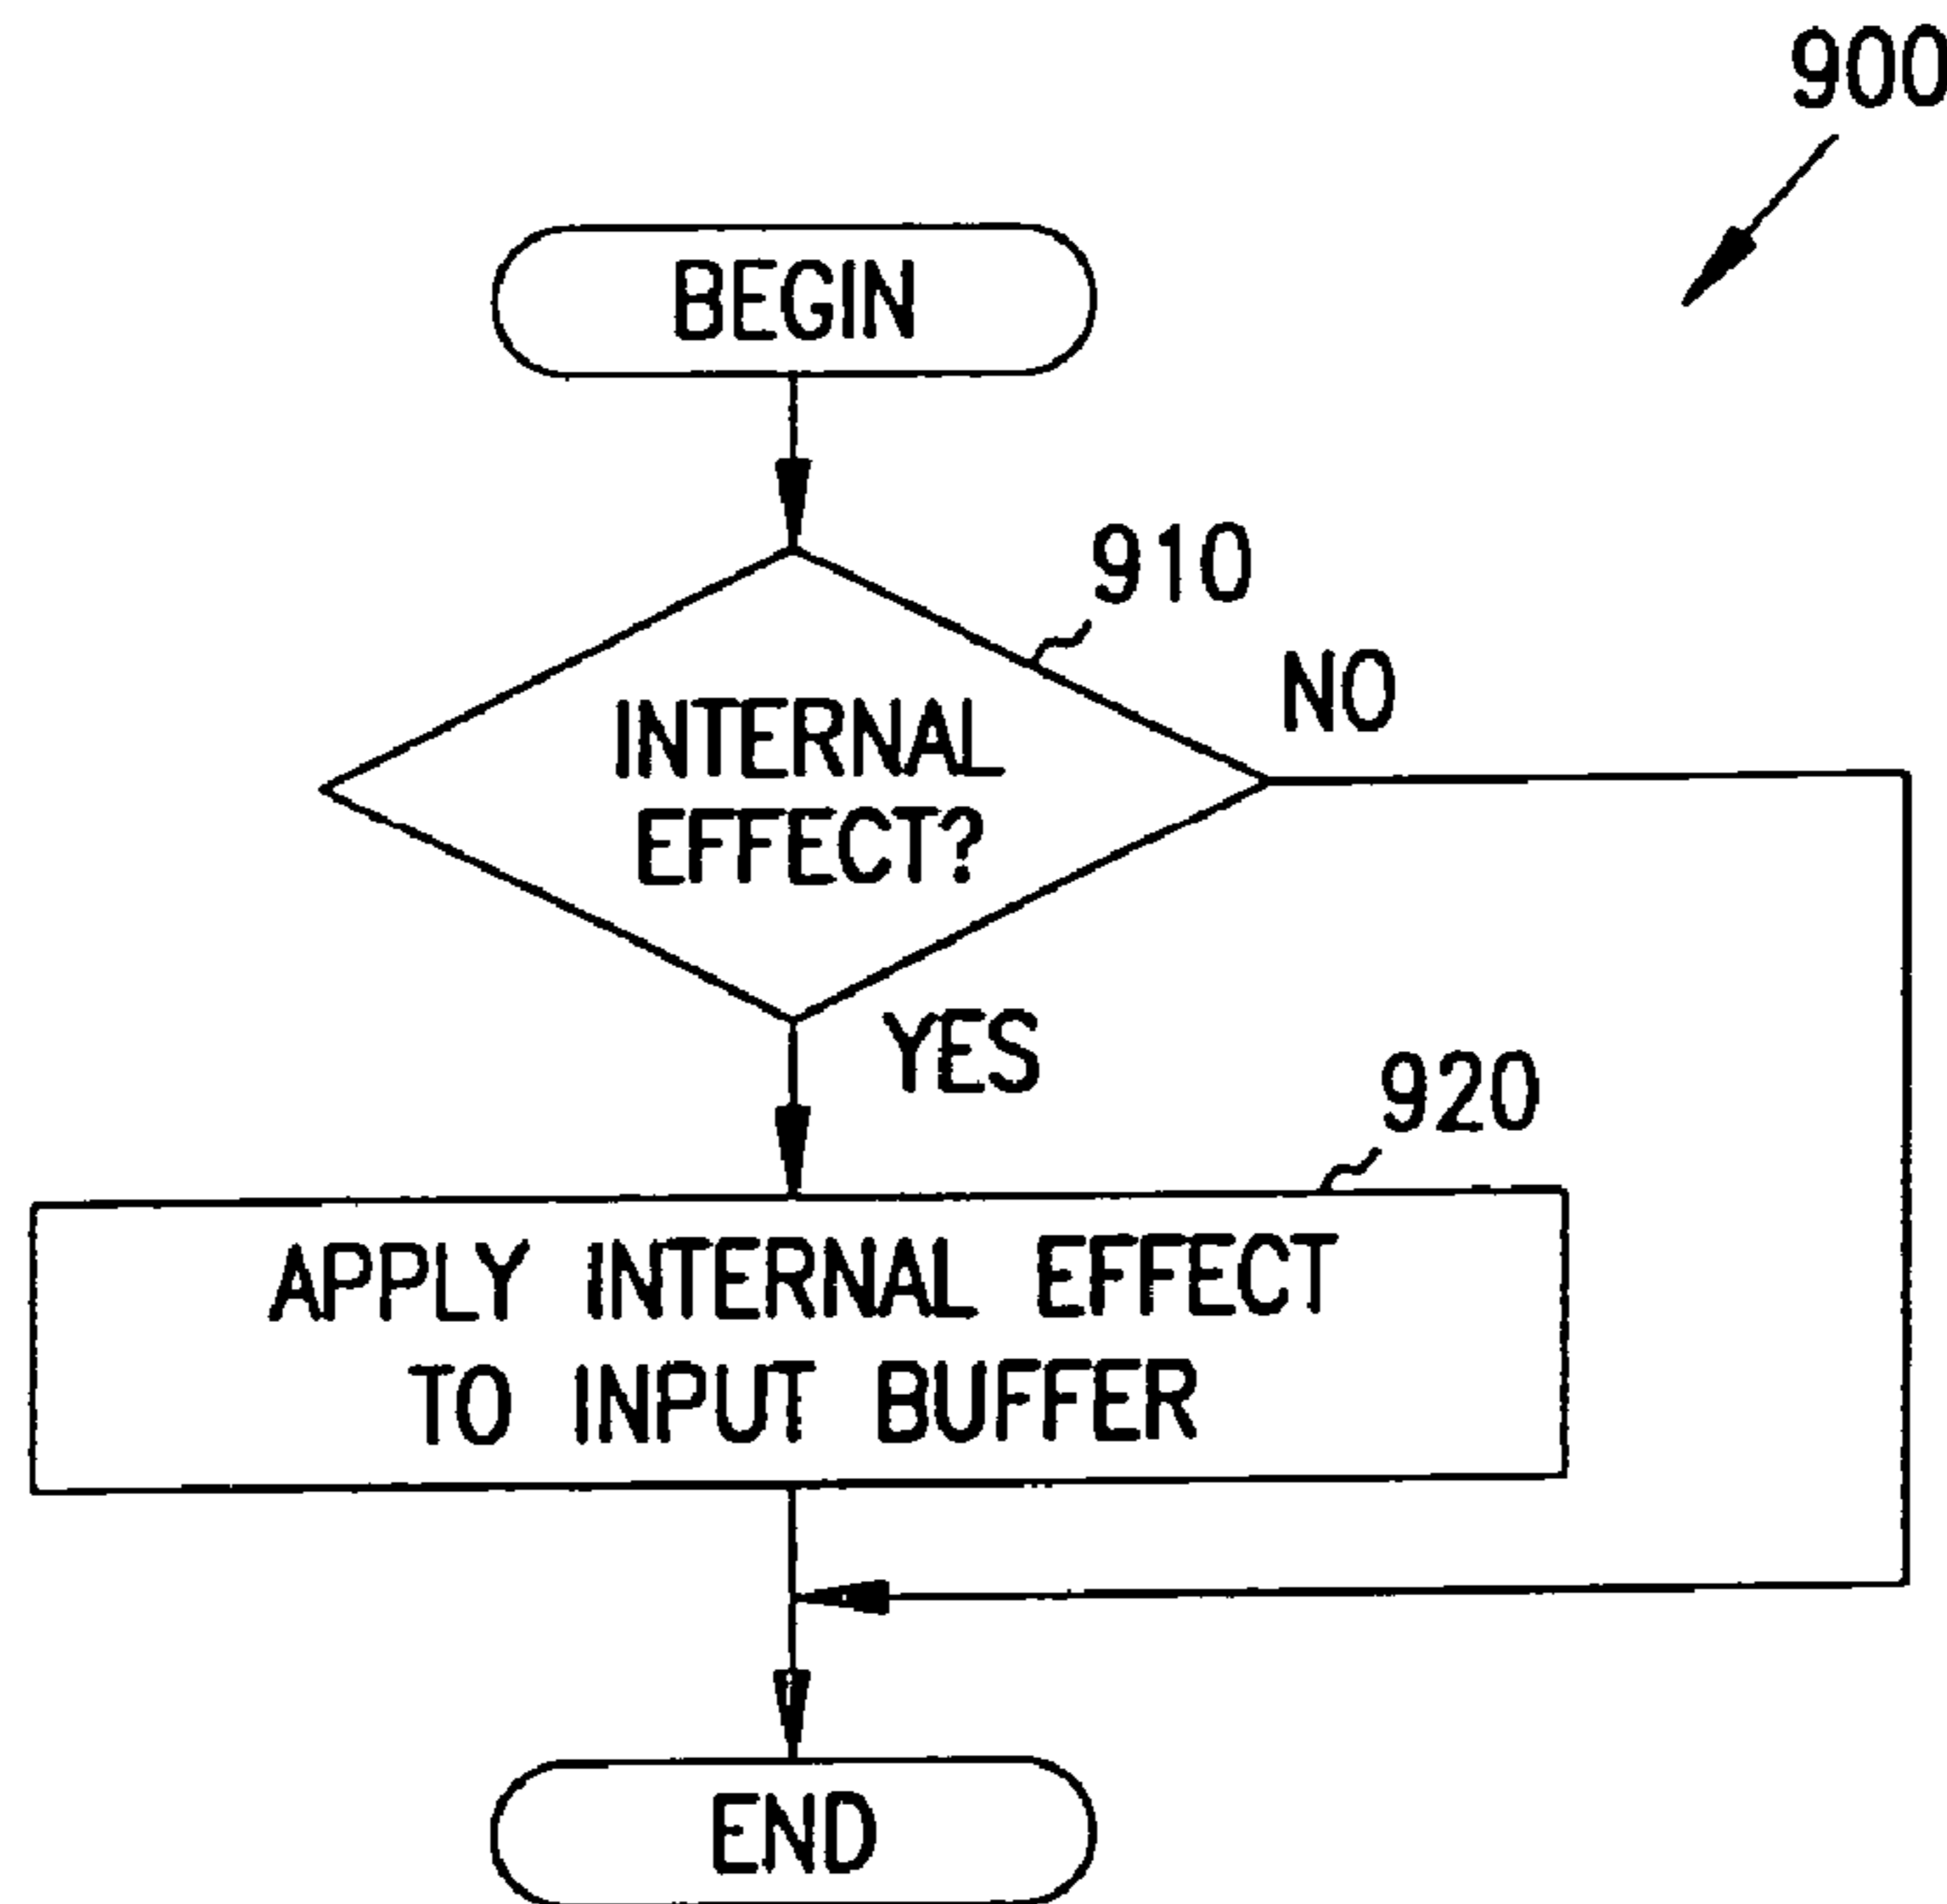 900
BEGIN
910
INTERNAL
EFFECT?
NO
YES
920
APPLY INTERNAL EFFECT
TO INPUT BUFFER
END